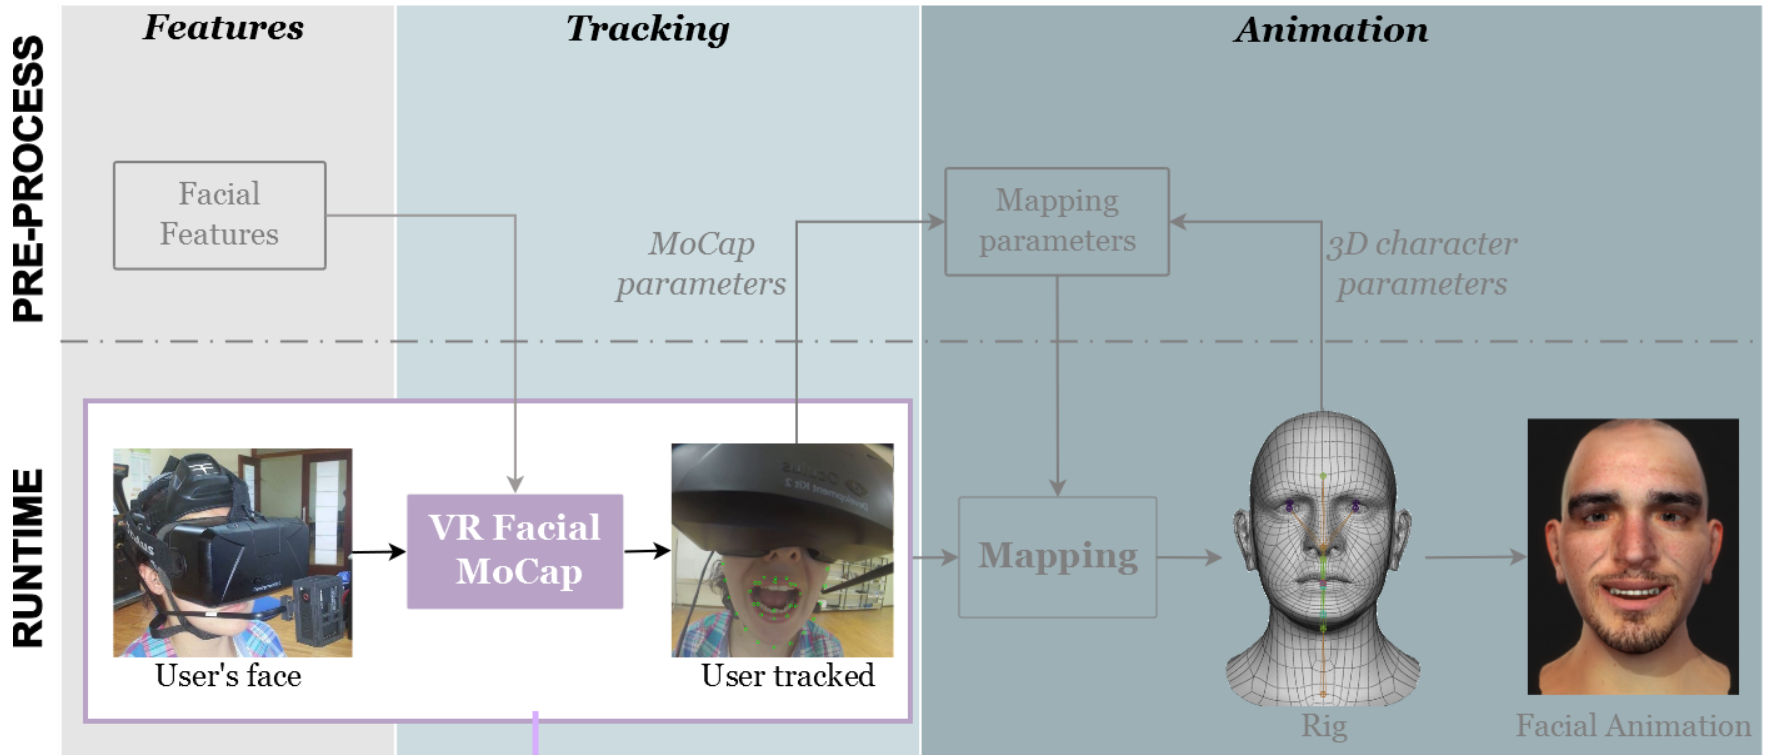 Features
Tracking
Animation
PRE-PROCESS
Facial
Features
MoCap
parameters
Mapping
parameters
3D character
parameters
RUNTIME
VR Facial
MoCap
Mapping
User's face
User tracked
Rig
Facial Animation